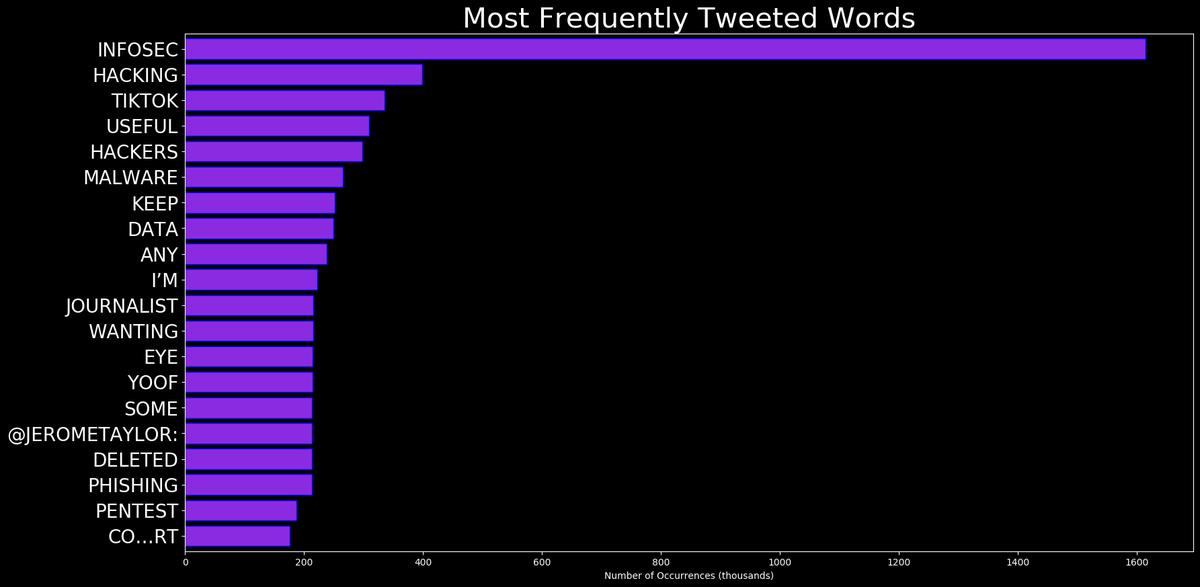 Most Frequently Tweeted Words
INFOSEC
HACKING
TIKTOK
USEFUL
HACKERS
MALWARE
KEEP
DATA
ANY
I’M
JOURNALIST
WANTING
EYE
YOOF
SOME
@JEROMETAYLOR:
DELETED
PHISHING
PENTEST
CO…RT
0 200 400 600 800 1000 1200 1400 1600
Number of Occurrences (thousands)